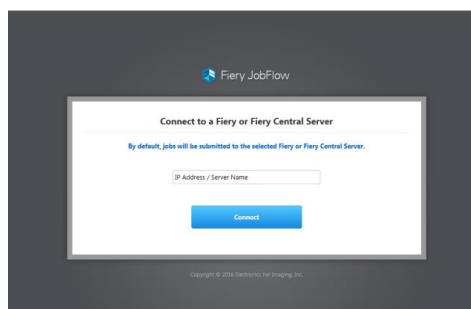 Fiery JobFlow
Connect to a Fiery or Fiery Central Server
By default, jobs will be submitted to the selected Fiery or Fiery Central Server.
IP Address / Server Name
Connect
Copyright © 2016 Electronics For Imaging, Inc.